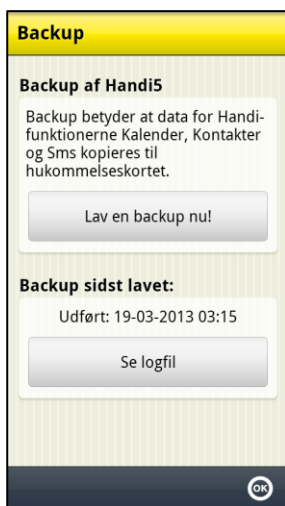 Backup
Backup af Handi5
Backup betyder at data for Handi-
funktionerne Kalender, Kontakter
og Sms kopieres til
hukommelseskortet.
Lav en backup nu!
Backup sidst lavet:
Udført: 19-03-2013 03:15
Se logfil
OK